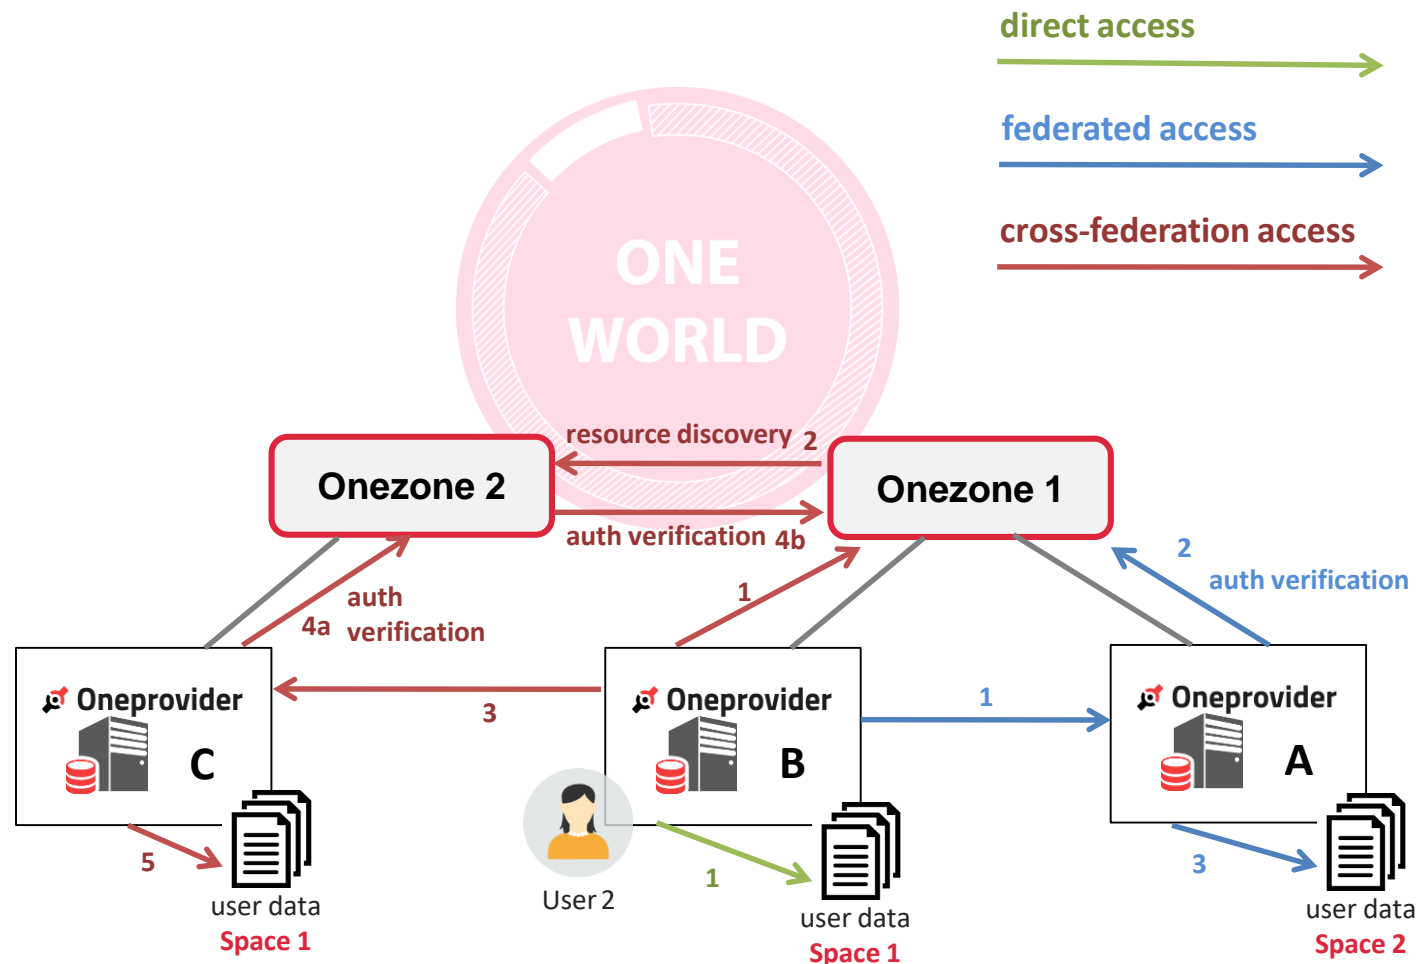 direct access
federated access
cross-federation access
ONE
WORLD
resource discovery 2
Onezone 2
Onezone 1
auth verification 4b
2
auth verification
1
auth
4a verification
Oneprovider
C
3
Oneprovider
B
1
Oneprovider
A
5
user data
Space 1
User 2
1
user data
Space 1
3
user data
Space 2